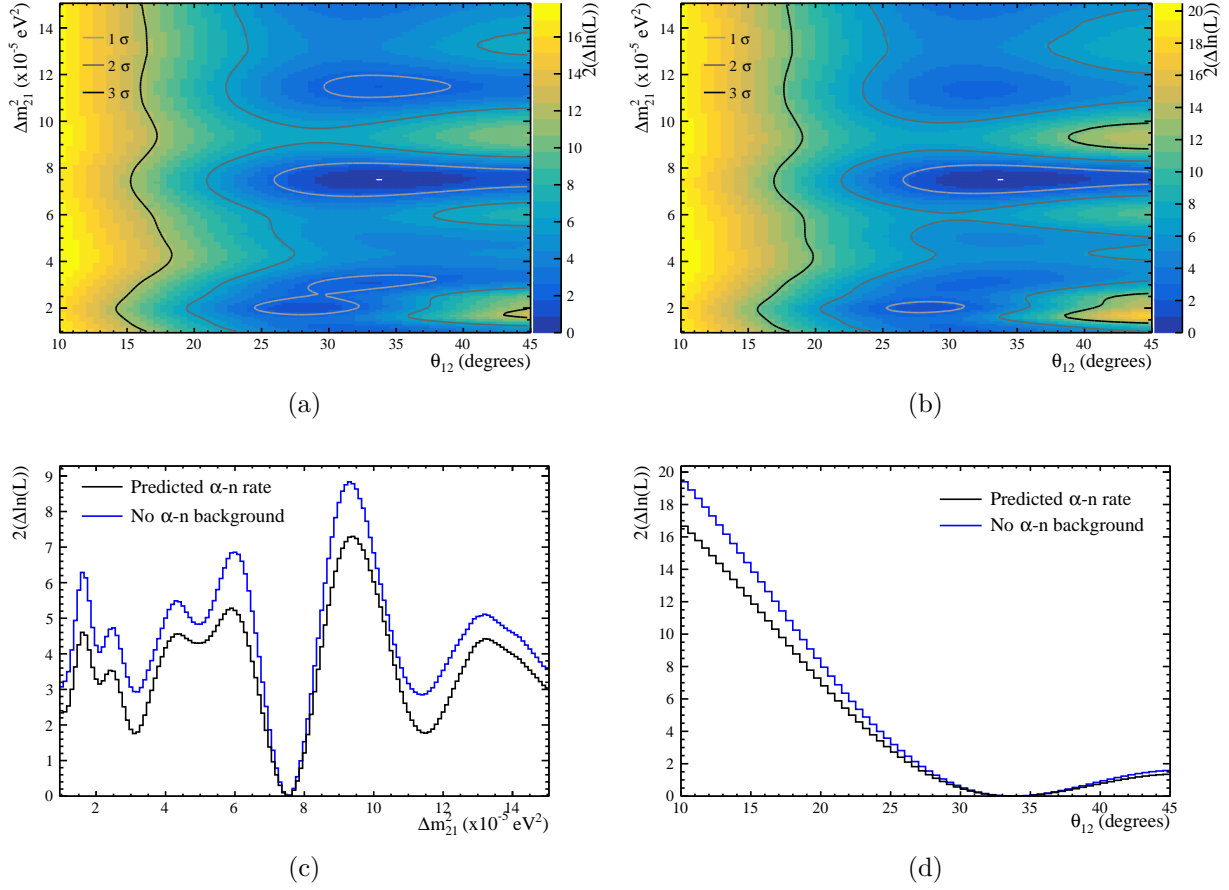 Δm²₂₁ (x10⁻⁵ eV²)
14
12
10
8
6
4
2
1 σ
2 σ
3 σ
10 15 20 25 30 35 40 45
θ₁₂ (degrees)
2(Δln(L))
16
14
12
10
8
6
4
2
0
(a)
Δm²₂₁ (x10⁻⁵ eV²)
14
12
10
8
6
4
2
1 σ
2 σ
3 σ
10 15 20 25 30 35 40 45
θ₁₂ (degrees)
2(Δln(L))
20
18
16
14
12
10
8
6
4
2
0
(b)
2(Δln(L))
9
8
7
6
5
4
3
2
1
0
Predicted α-n rate
No α-n background
2 4 6 8 10 12 14
Δm²₂₁ (x10⁻⁵ eV²)
(c)
2(Δln(L))
20
18
16
14
12
10
8
6
4
2
0
Predicted α-n rate
No α-n background
10 15 20 25 30 35 40 45
θ₁₂ (degrees)
(d)